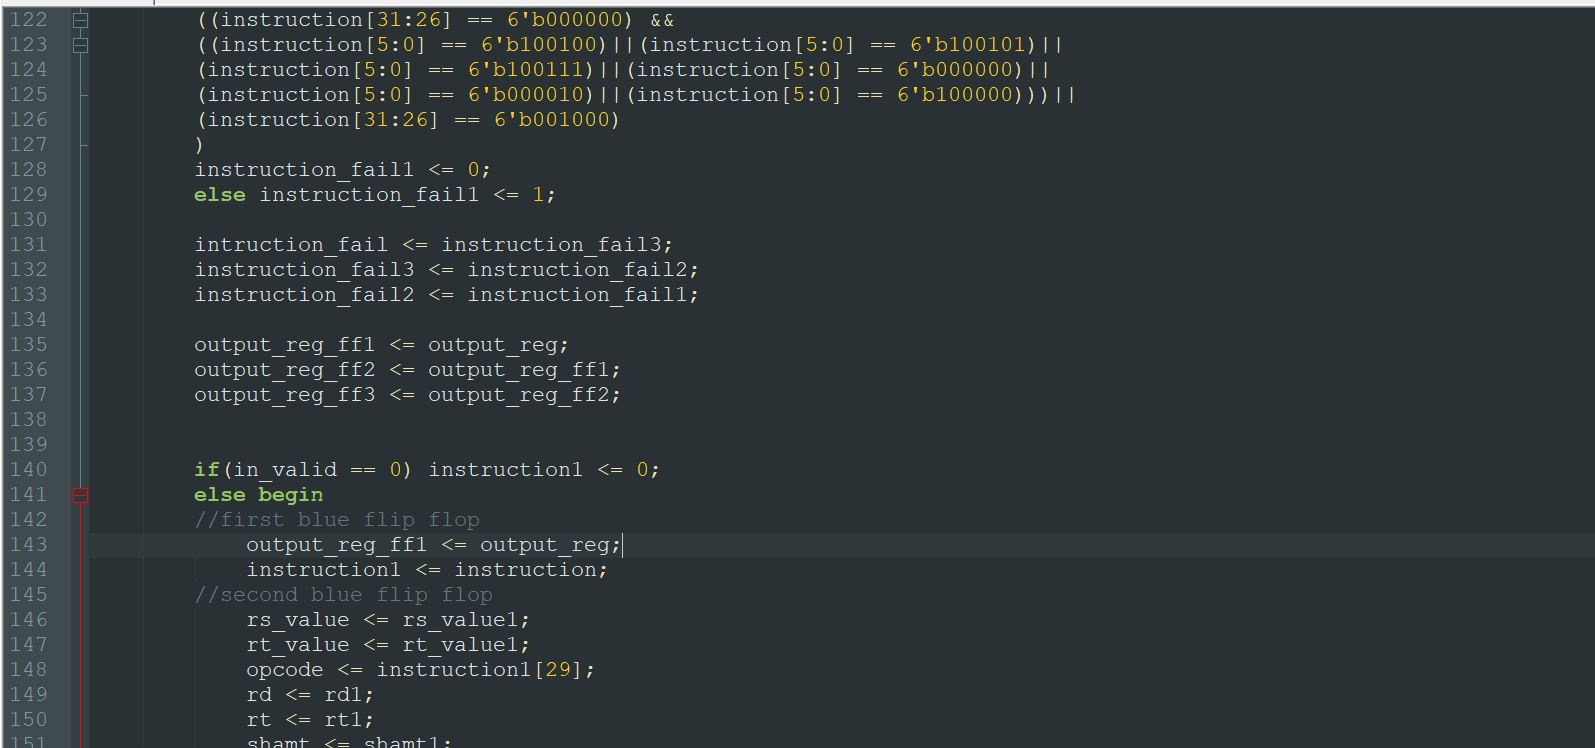 122 ((instruction[31:26] == 6'b000000) &&
123 ((instruction[5:0] == 6'b100100)||(instruction[5:0] == 6'b100101)||
124 (instruction[5:0] == 6'b100111)||(instruction[5:0] == 6'b000000)||
125 (instruction[5:0] == 6'b000010)||(instruction[5:0] == 6'b100000)))||
126 (instruction[31:26] == 6'b001000)
127 )
128 instruction_fail1 <= 0;
129 else instruction_fail1 <= 1;
130
131 intruction_fail <= instruction_fail3;
132 instruction_fail3 <= instruction_fail2;
133 instruction_fail2 <= instruction_fail1;
134
135 output_reg_ff1 <= output_reg;
136 output_reg_ff2 <= output_reg_ff1;
137 output_reg_ff3 <= output_reg_ff2;
138
139
140 if(in_valid == 0) instruction1 <= 0;
141 else begin
142 //first blue flip flop
143 output_reg_ff1 <= output_reg;
144 instruction1 <= instruction;
145 //second blue flip flop
146 rs_value <= rs_value1;
147 rt_value <= rt_value1;
148 opcode <= instruction1[29];
149 rd <= rd1;
150 rt <= rt1;
151 shamt <= shamt1;